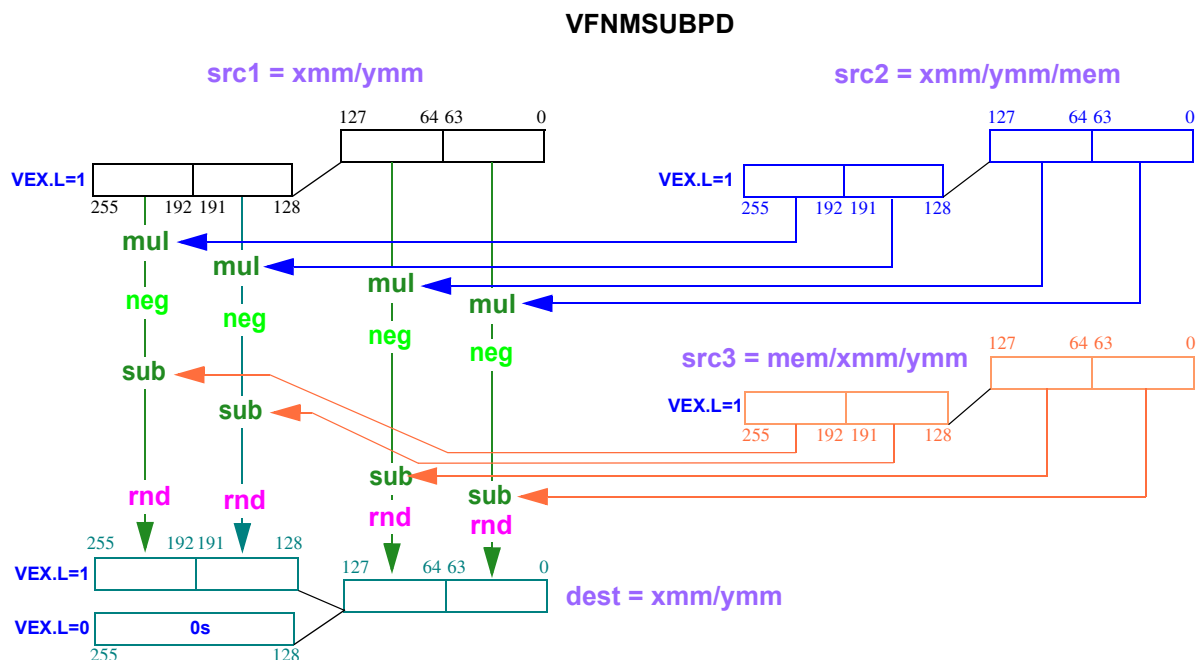 VFNMSUBPD
src1 = xmm/ymm
src2 = xmm/ymm/mem
127 64 63 0
127 64 63 0
VEX.L=1
255 192 191 128
VEX.L=1
255 192 191 128
mul
mul
mul
mul
neg
neg
neg
neg
src3 = mem/xmm/ymm
127 64 63 0
VEX.L=1
255 192 191 128
sub
sub
sub
sub
rnd
rnd
rnd
rnd
255 192 191 128
VEX.L=1
127 64 63 0
dest = xmm/ymm
VEX.L=0
0s
255 128